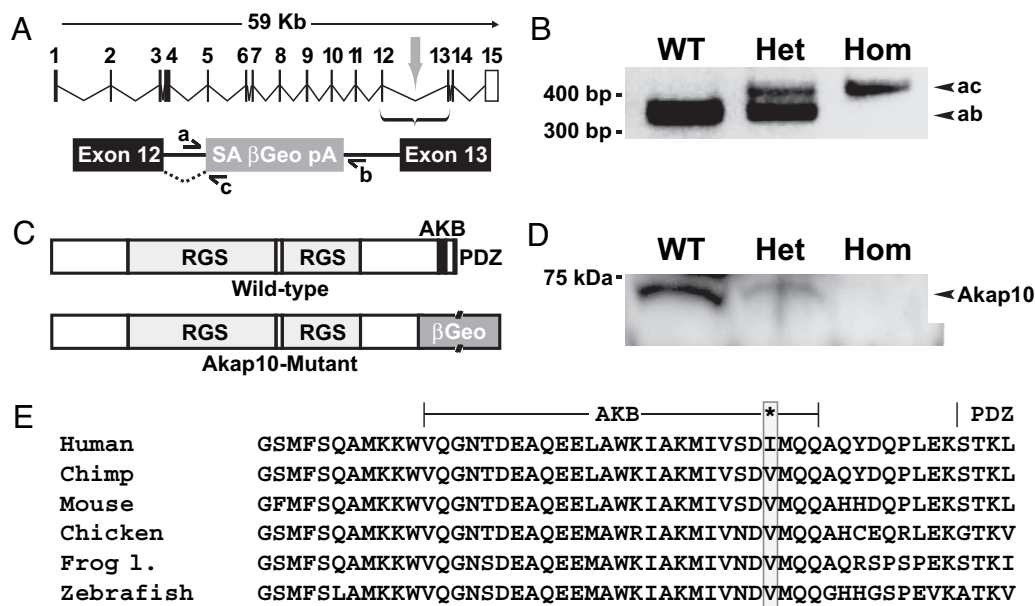 A
59 Kb
1 2 3 4 5 6 7 8 9 10 11 12 13 14 15
a
Exon 12 SA βGeo pA Exon 13
c b
B
WT Het Hom
400 bp
ac
ab
300 bp
C
AKB
RGS RGS PDZ
Wild-type
RGS RGS βGeo
Akap10-Mutant
D
WT Het Hom
75 kDa
Akap10
E
AKB * PDZ
Human GSMFSQAMKKWVQGNTDEAQEELAWKIAKMIVSDIMQQAQYDQPLEKSTKL
Chimp GSMFSQAMKKWVQGNTDEAQEELAWKIAKMIVSDVMQQAQYDQPLEKSTKL
Mouse GFMFSQAMKKWVQGNTDEAQEELAWKIAKMIVSDVMQQAHHDQPLEKSTKL
Chicken GSMFSQAMKKWVQGNSDEAQEEMAWRIAKMIVNDVMQQAHCEQRLEKGTKV
Frog l. GSMFSQAMKKWVQGNSDEAQEEMAWKIAKMIVNDVMQQAQRSPSPEKSTKI
Zebrafish GSMFSLAMKKWVQGNSDEAQEEMAWKIAKMIVNDVMQQGHHGSPEVKATKV